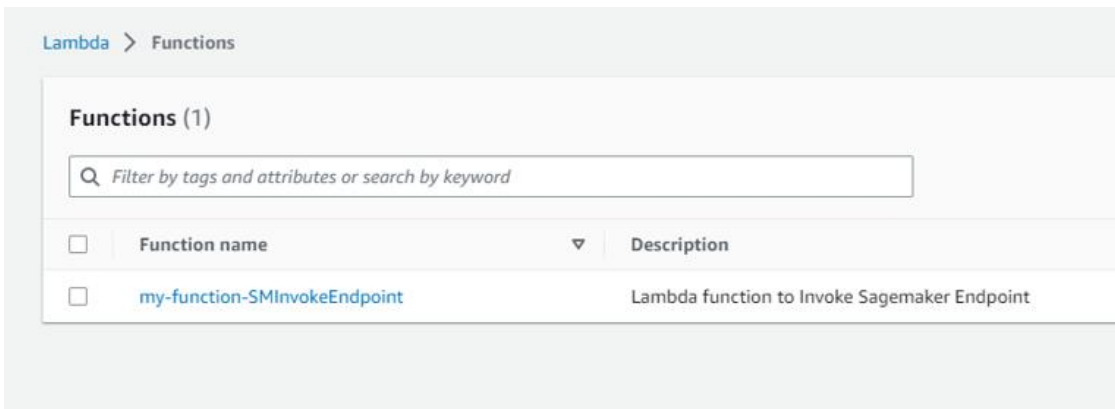 Lambda > Functions
Functions (1)
Filter by tags and attributes or search by keyword
Function name Description
my-function-SMInvokeEndpoint Lambda function to Invoke Sagemaker Endpoint